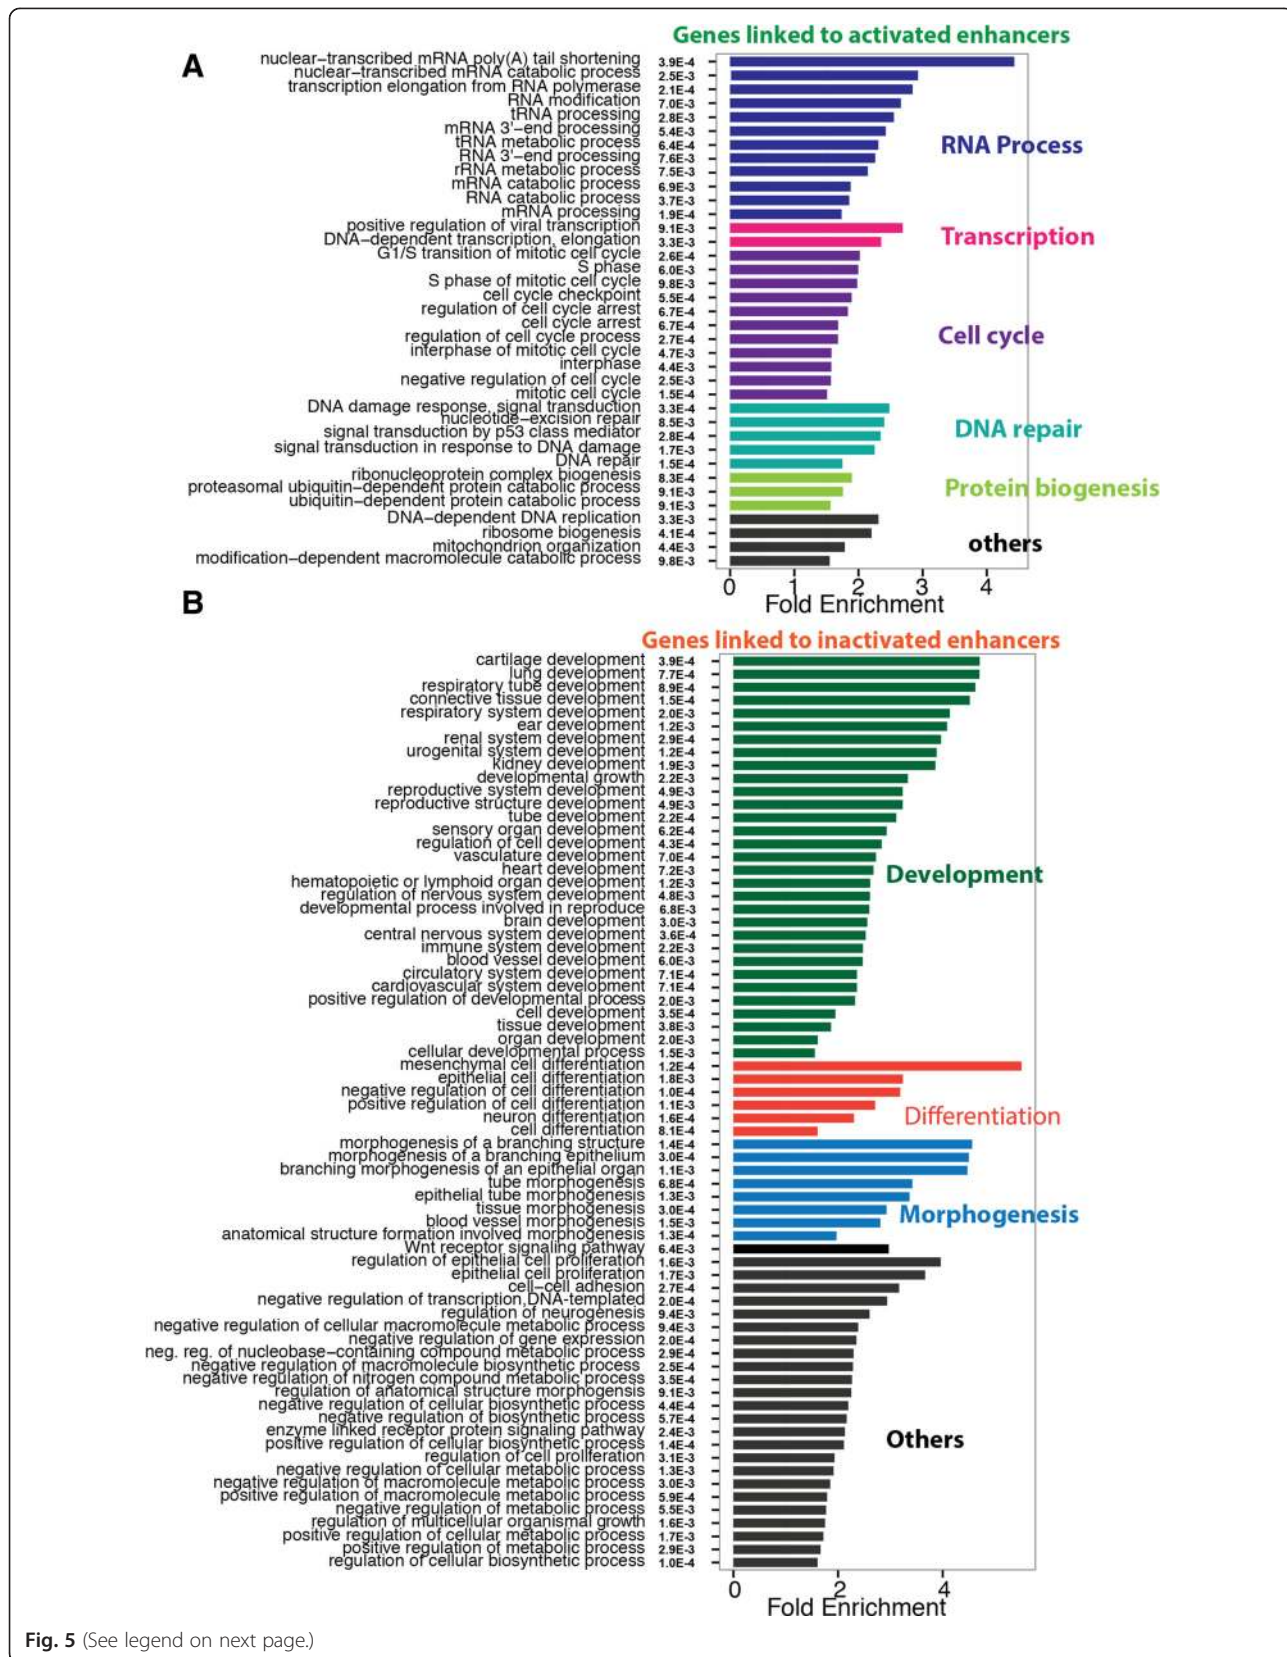 Genes linked to activated enhancers
A
nuclear–transcribed mRNA poly(A) tail shortening 3.9E-4
nuclear–transcribed mRNA catabolic process 2.5E-3
transcription elongation from RNA polymerase 2.1E-4
RNA modification 7.0E-3
tRNA processing 2.8E-3
mRNA 3'–end processing 5.4E-3
tRNA metabolic process 6.4E-4
RNA Process
RNA 3'–end processing 7.6E-3
rRNA metabolic process 7.5E-3
mRNA catabolic process 6.9E-3
RNA catabolic process 3.7E-3
mRNA processing 1.9E-4
positive regulation of viral transcription 9.1E-3
Transcription
DNA–dependent transcription, elongation 3.3E-3
G1/S transition of mitotic cell cycle 2.6E-4
S phase 6.0E-3
S phase of mitotic cell cycle 9.8E-3
cell cycle checkpoint 5.5E-4
regulation of cell cycle arrest 6.7E-4
cell cycle arrest 6.7E-4
Cell cycle
regulation of cell cycle process 2.7E-4
interphase of mitotic cell cycle 4.7E-3
interphase 4.4E-3
negative regulation of cell cycle 2.5E-3
mitotic cell cycle 1.5E-4
DNA damage response, signal transduction 3.3E-4
nucleotide–excision repair 8.5E-3
DNA repair
signal transduction by p53 class mediator 2.8E-4
signal transduction in response to DNA damage 1.7E-3
DNA repair 1.5E-4
ribonucleoprotein complex biogenesis 8.3E-4
proteasomal ubiquitin–dependent protein catabolic process 9.1E-3
Protein biogenesis
ubiquitin–dependent protein catabolic process 9.1E-3
DNA–dependent DNA replication 3.3E-3
ribosome biogenesis 4.1E-4
others
mitochondrion organization 4.4E-3
modification–dependent macromolecule catabolic process 9.8E-3
0 1 2 3 4
Fold Enrichment
B
Genes linked to inactivated enhancers
cartilage development 3.9E-4
lung development 7.7E-4
respiratory tube development 8.9E-4
connective tissue development 1.5E-4
respiratory system development 2.0E-3
ear development 1.2E-3
renal system development 2.9E-4
urogenital system development 1.2E-4
kidney development 1.9E-3
developmental growth 2.2E-3
reproductive system development 4.9E-3
reproductive structure development 4.9E-3
tube development 2.2E-4
sensory organ development 6.2E-4
regulation of cell development 4.3E-4
vasculature development 7.0E-4
heart development 7.2E-3
Development
hematopoietic or lymphoid organ development 1.2E-3
regulation of nervous system development 4.8E-3
developmental process involved in reproduce 6.8E-3
brain development 3.0E-3
central nervous system development 3.6E-4
immune system development 2.2E-3
blood vessel development 6.0E-3
circulatory system development 7.1E-4
cardiovascular system development 7.1E-4
positive regulation of developmental process 2.0E-3
cell development 3.5E-4
tissue development 3.8E-3
organ development 2.0E-3
cellular developmental process 1.5E-3
mesenchymal cell differentiation 1.2E-4
epithelial cell differentiation 1.8E-3
negative regulation of cell differentiation 1.0E-4
positive regulation of cell differentiation 1.1E-3
Differentiation
neuron differentiation 1.6E-4
cell differentiation 8.1E-4
morphogenesis of a branching structure 1.4E-4
morphogenesis of a branching epithelium 3.0E-4
branching morphogenesis of an epithelial organ 1.1E-3
tube morphogenesis 6.8E-4
epithelial tube morphogenesis 1.3E-3
tissue morphogenesis 3.0E-4
Morphogenesis
blood vessel morphogenesis 1.5E-3
anatomical structure formation involved morphogenesis 1.3E-4
Wnt receptor signaling pathway 6.4E-3
regulation of epithelial cell proliferation 1.6E-3
epithelial cell proliferation 1.7E-3
cell–cell adhesion 2.7E-4
negative regulation of transcription,DNA-templated 2.0E-4
regulation of neurogenesis 9.4E-3
negative regulation of cellular macromolecule metabolic process 9.4E-3
negative regulation of gene expression 2.0E-4
neg. reg. of nucleobase–containing compound metabolic process 2.9E-4
negative regulation of macromolecule biosynthetic process 2.5E-4
negative regulation of nitrogen compound metabolic process 3.5E-4
regulation of anatomical structure morphogensis 9.1E-3
negative regulation of cellular biosynthetic process 4.4E-4
negative regulation of biosynthetic process 5.7E-4
enzyme linked receptor protein signaling pathway 2.4E-3
Others
positive regulation of cellular biosynthetic process 1.4E-4
regulation of cell proliferation 3.1E-3
negative regulation of cellular metabolic process 1.3E-3
negative regulation of macromolecule metabolic process 3.0E-3
positive regulation of macromolecule metabolic process 5.9E-4
negative regulation of metabolic process 5.5E-3
regulation of multicellular organismal growth 1.6E-3
positive regulation of cellular metabolic process 1.7E-3
positive regulation of metabolic process 2.9E-3
regulation of cellular biosynthetic process 1.0E-4
0 2 4
Fold Enrichment
Fig. 5 (See legend on next page.)